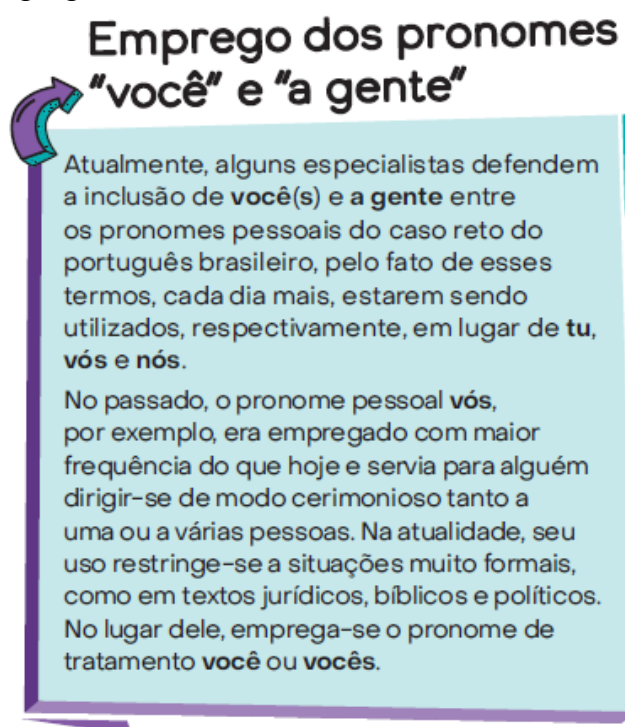 Emprego dos pronomes
"você" e "a gente"
Atualmente, alguns especialistas defendem
a inclusão de você(s) e a gente entre
os pronomes pessoais do caso reto do
português brasileiro, pelo fato de esses
termos, cada dia mais, estarem sendo
utilizados, respectivamente, em lugar de tu,
vós e nós.
No passado, o pronome pessoal vós,
por exemplo, era empregado com maior
frequência do que hoje e servia para alguém
dirigir-se de modo cerimonioso tanto a
uma ou a várias pessoas. Na atualidade, seu
uso restringe-se a situações muito formais,
como em textos jurídicos, bíblicos e políticos.
No lugar dele, emprega-se o pronome de
tratamento você ou vocês.